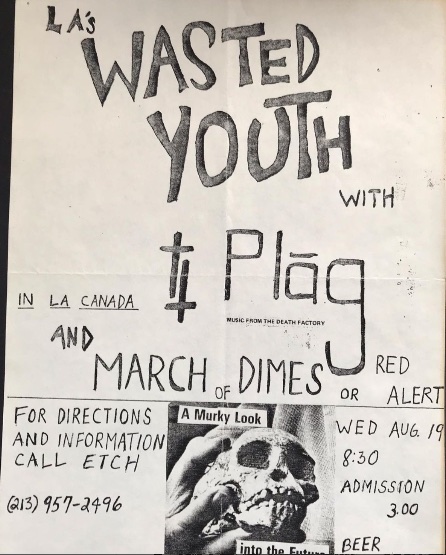 LA's
WASTED
YOUTH
WITH
Plāg
MUSIC FROM THE DEATH FACTORY
IN LA CANADA
AND
MARCH OF DIMES OR RED ALERT
FOR DIRECTIONS
AND INFORMATION
CALL ETCH
(213) 957-2496
A Murky Look
into the Future
WED AUG. 19
8:30
ADMISSION
3.00
BEER